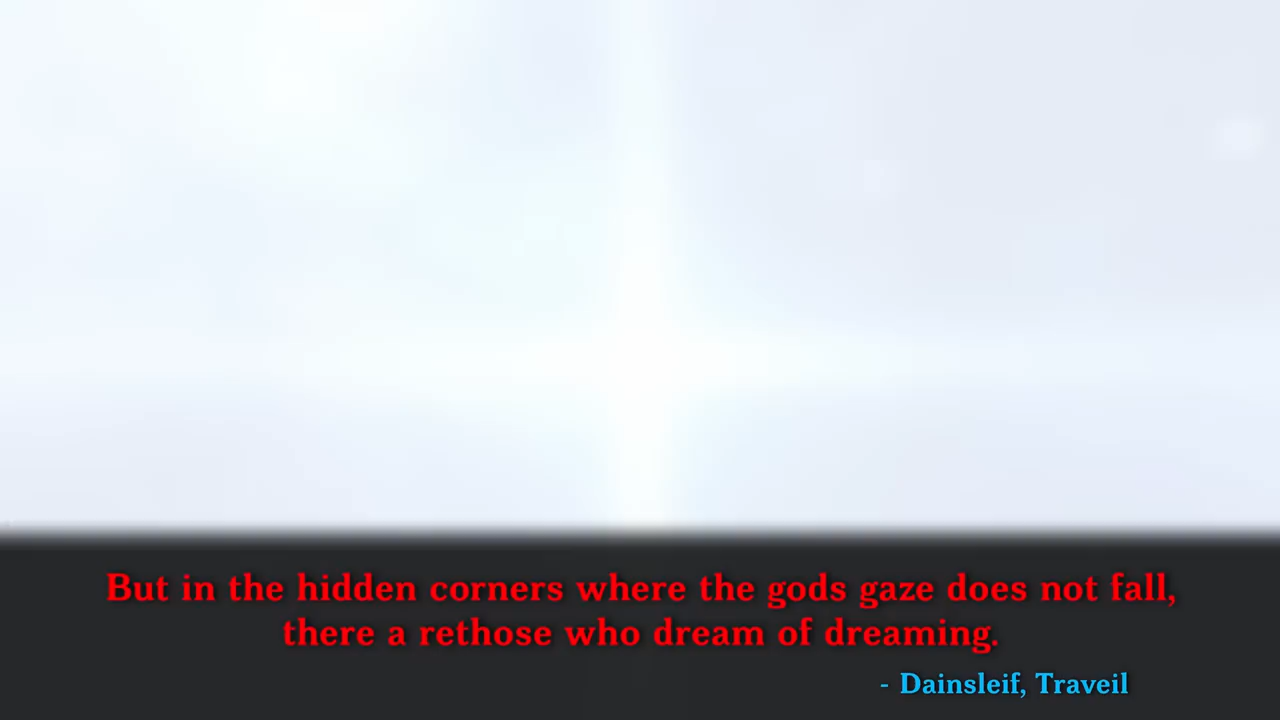 But in the hidden corners where the gods gaze does not fall,
there a rethose who dream of dreaming.
- Dainsleif, Traveil